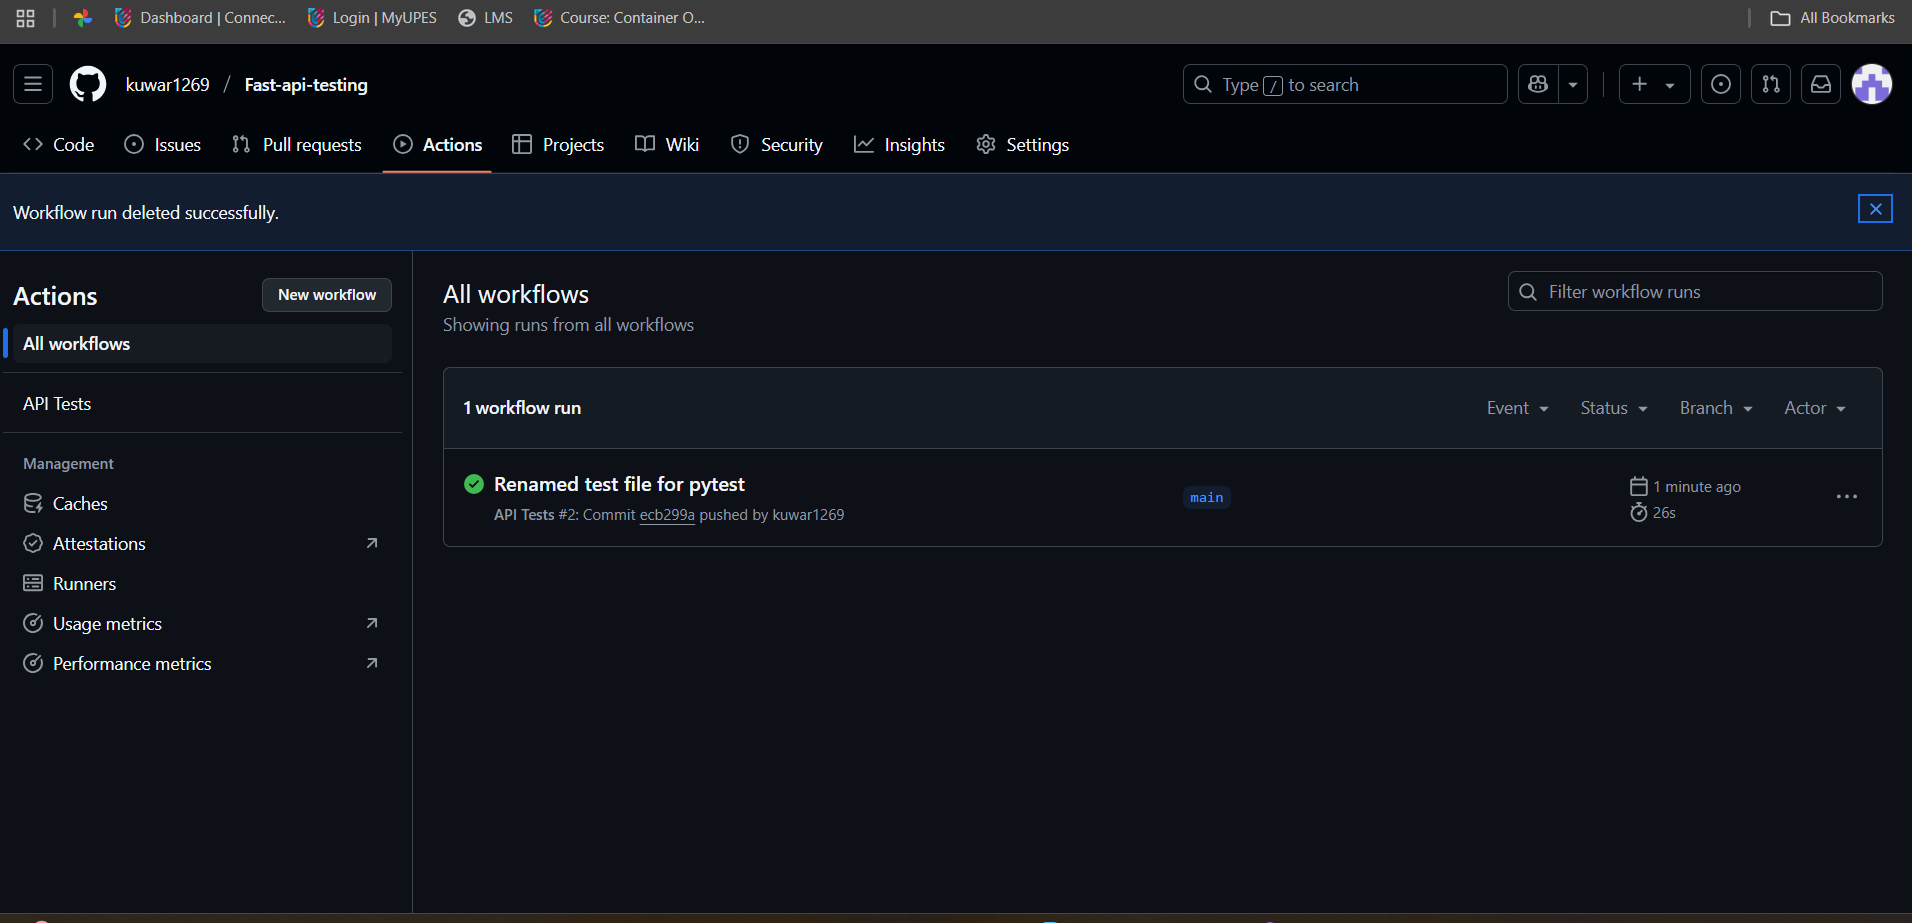 Dashboard | Connec... Login | MyUPES LMS Course: Container O... All Bookmarks
kuwar1269 / Fast-api-testing Type / to search
Code Issues Pull requests Actions Projects Wiki Security Insights Settings
Workflow run deleted successfully.
Actions New workflow
All workflows
API Tests
Management
Caches
Attestations
Runners
Usage metrics
Performance metrics
All workflows
Showing runs from all workflows
Filter workflow runs
1 workflow run Event Status Branch Actor
Renamed test file for pytest
API Tests #2: Commit ecb299a pushed by kuwar1269
main
1 minute ago
26s